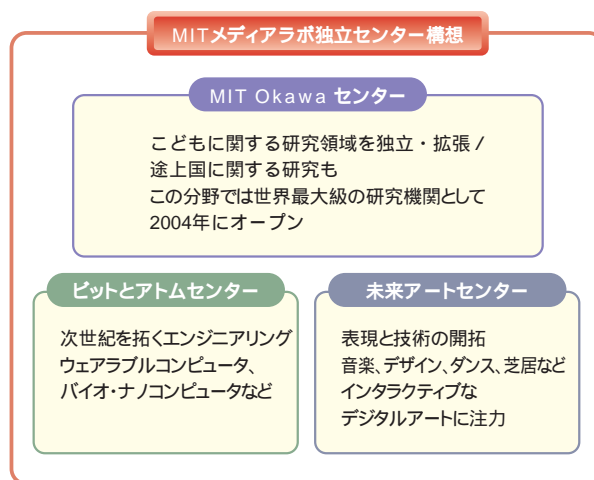 MITメディアラボ独立センター構想
MIT Okawa センター
こどもに関する研究領域を独立・拡張/
途上国に関する研究も
この分野では世界最大級の研究機関として
2004年にオープン
ビットとアトムセンター
次世紀を拓くエンジニアリング
ウェアラブルコンピュータ、
バイオ・ナノコンピュータなど
未来アートセンター
表現と技術の開拓
音楽、デザイン、ダンス、芝居など
インタラクティブな
デジタルアートに注力